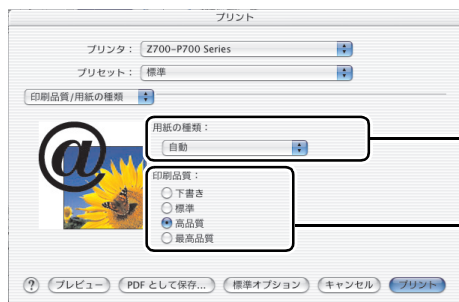 プリント
プリンタ： Z700-P700 Series
プリセット： 標準
印刷品質/用紙の種類
用紙の種類：
自動
@
印刷品質：
下書き
標準
高品質
最高品質
? プレビュー PDF として保存... 標準オプション キャンセル プリント